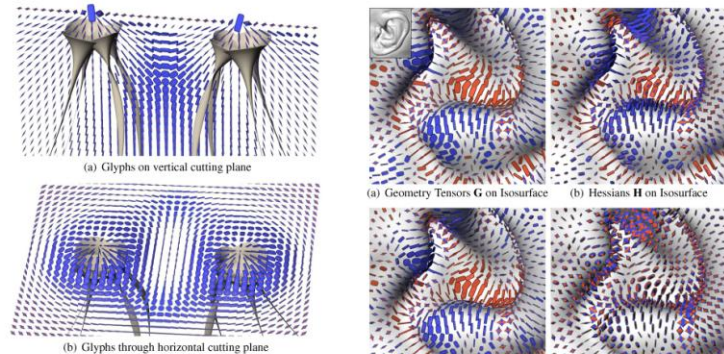 (a) Glyphs on vertical cutting plane
(b) Glyphs through horizontal cutting plane
(a) Geometry Tensors G on Isosurface
(b) Hessians H on Isosurface